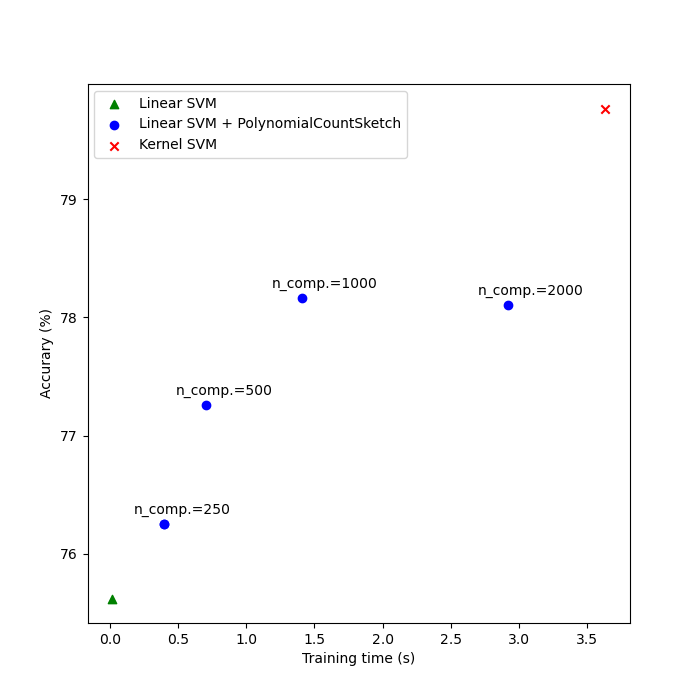 Linear SVM
Linear SVM + PolynomialCountSketch
Kernel SVM
79
n_comp.=1000
n_comp.=2000
78
n_comp.=500
77
n_comp.=250
76
Accurary (%)
0.0 0.5 1.0 1.5 2.0 2.5 3.0 3.5
Training time (s)